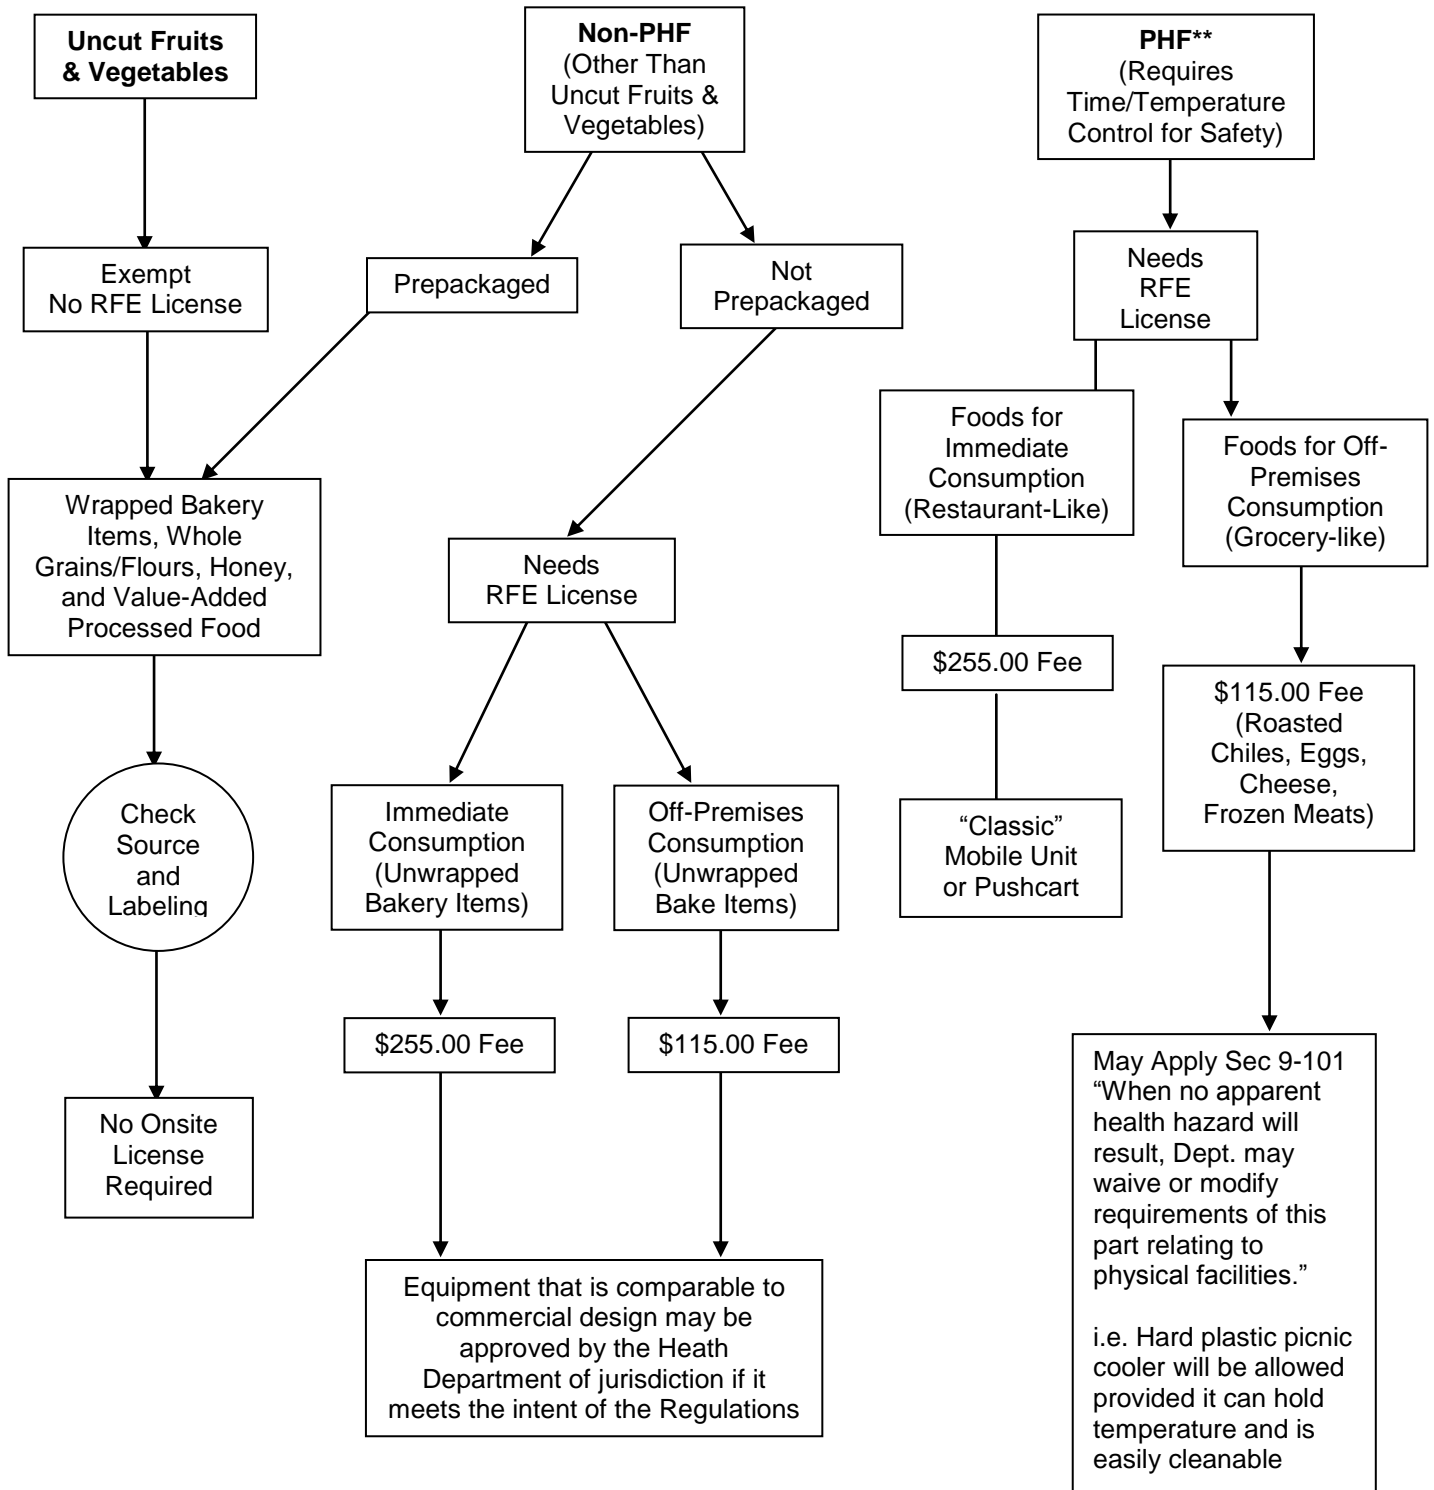 Uncut Fruits
& Vegetables
Non-PHF
(Other Than
Uncut Fruits &
Vegetables)
PHF**
(Requires
Time/Temperature
Control for Safety)
Exempt
No RFE License
Prepackaged
Not
Prepackaged
Needs
RFE
License
Foods for
Immediate
Consumption
(Restaurant-Like)
Foods for Off-
Premises
Consumption
(Grocery-like)
Wrapped Bakery
Items, Whole
Grains/Flours, Honey,
and Value-Added
Processed Food
Needs
RFE License
$255.00 Fee
$115.00 Fee
(Roasted
Chiles, Eggs,
Cheese,
Frozen Meats)
Check
Source
and
Labeling
Immediate
Consumption
(Unwrapped
Bakery Items)
Off-Premises
Consumption
(Unwrapped
Bake Items)
“Classic”
Mobile Unit
or Pushcart
$255.00 Fee
$115.00 Fee
No Onsite
License
Required
May Apply Sec 9-101
“When no apparent
health hazard will
result, Dept. may
waive or modify
requirements of this
part relating to
physical facilities.”
i.e. Hard plastic picnic
cooler will be allowed
provided it can hold
temperature and is
easily cleanable
Equipment that is comparable to
commercial design may be
approved by the Heath
Department of jurisdiction if it
meets the intent of the Regulations